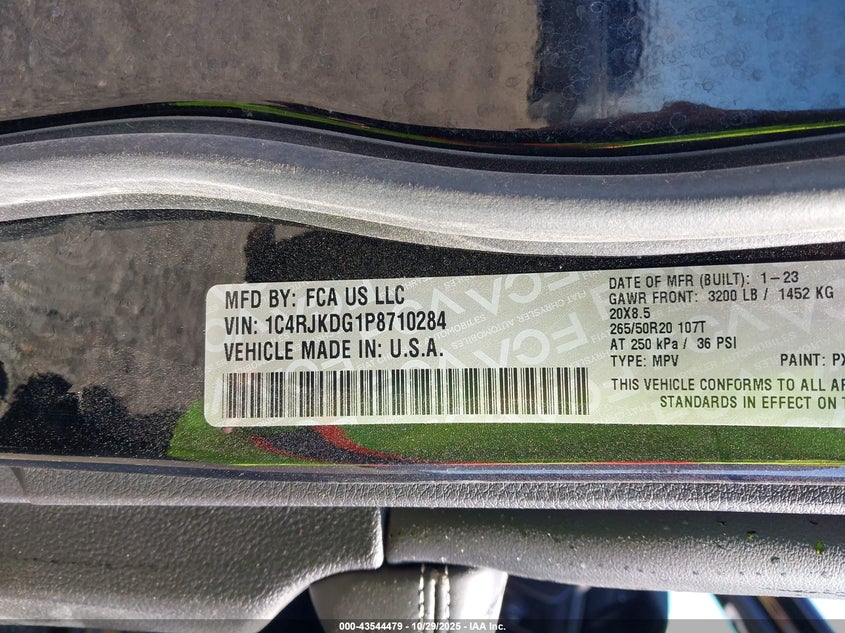 MFD BY: FCA US LLC
VIN: 1C4RJKDG1P8710284
VEHICLE MADE IN: U.S.A.
DATE OF MFR (BUILT): 1-23
GAWR FRONT: 3200 LB / 1452 KG
20X8.5
265/50R20 107T
AT 250 kPa / 36 PSI
TYPE: MPV PAINT: PX
THIS VEHICLE CONFORMS TO ALL AP
STANDARDS IN EFFECT ON T
000-43544479 - 10/29/2025 - IAA Inc.